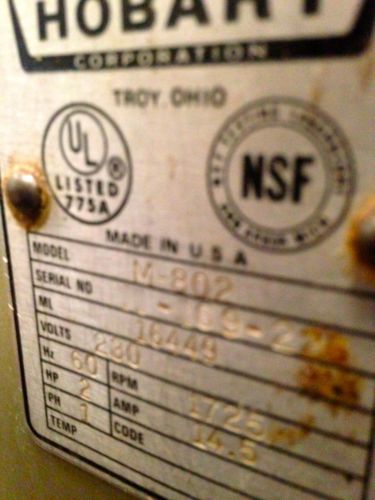 HOBART
CORPORATION
TROY, OHIO
UL ®
LISTED
775A
NSF
MADE IN U.S.A
MODEL M-802
SERIAL NO
ML 16449
VOLTS 230
Hz 60 RPM 1725
HP 2 AMP 14.5
PH 1 CODE
TEMP